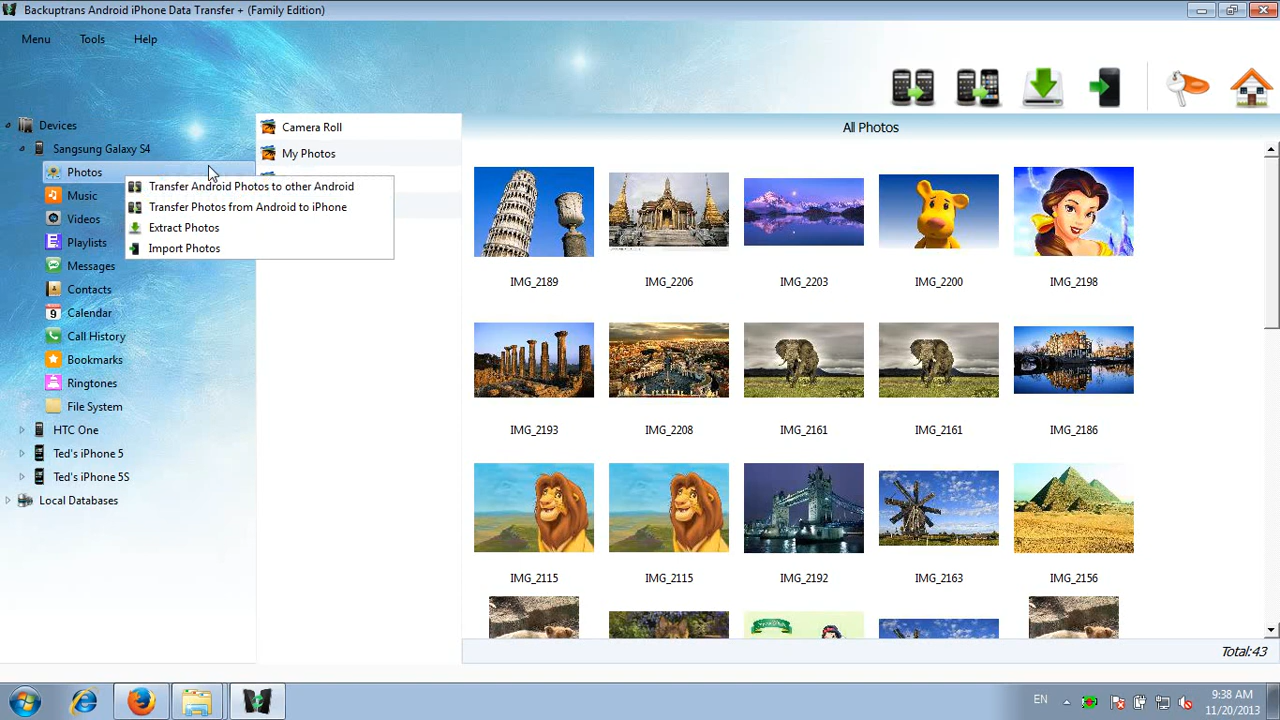 Backuptrans Android iPhone Data Transfer + (Family Edition)
Menu Tools Help
Devices
Sangsung Galaxy S4
Photos
Music
Videos
Playlists
Messages
Contacts
Calendar
Call History
Bookmarks
Ringtones
File System
HTC One
Ted's iPhone 5
Ted's iPhone 5S
Local Databases
Transfer Android Photos to other Android
Transfer Photos from Android to iPhone
Extract Photos
Import Photos
Camera Roll
My Photos
All Photos
IMG_2189 IMG_2206 IMG_2203 IMG_2200 IMG_2198
IMG_2193 IMG_2208 IMG_2161 IMG_2161 IMG_2186
IMG_2115 IMG_2115 IMG_2192 IMG_2163 IMG_2156
Total:43
EN
9:38 AM
11/20/2013